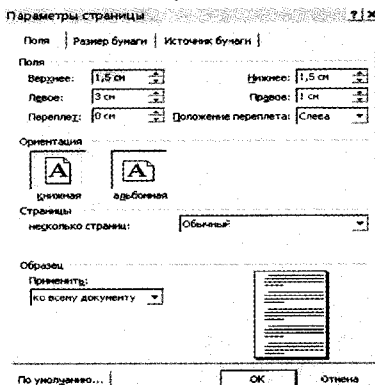 Параметры страницы ? X
Поля Размер бумаги Источник бумаги
Поля
Верхнее: 1,5 см Нижнее: 1,5 см
Левое: 3 см Правое: 1 см
Переплет: 0 см Положение переплета: Слева
Ориентация
A A
книжная альбомная
Страницы
несколько страниц: Обычный
Образец
Применить:
ко всему документу
По умолчанию... ОК Отмена